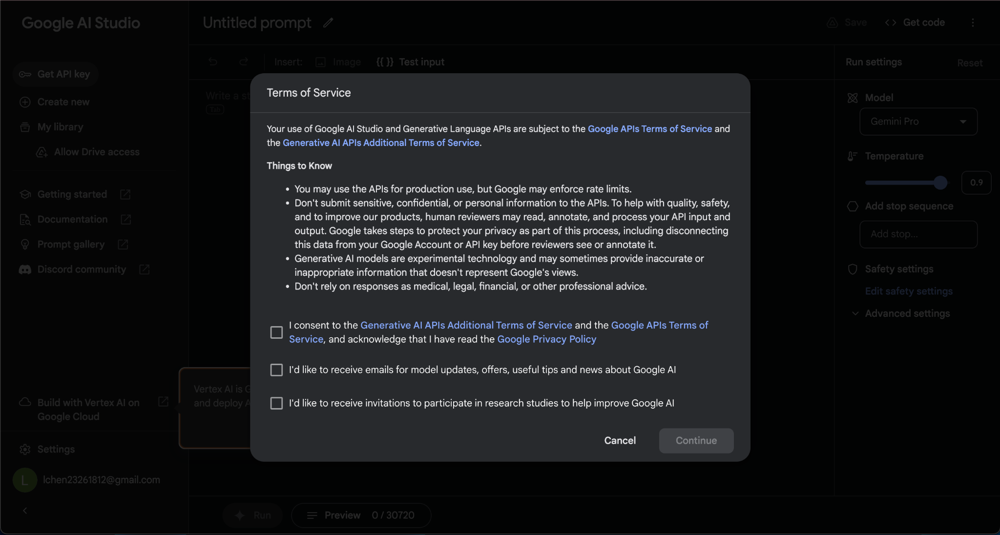 Google AI Studio
Untitled prompt
Save
Get code
Get API key
Create new
My library
Allow Drive access
Getting started
Documentation
Prompt gallery
Discord community
Build with Vertex AI on
Google Cloud
Settings
L
lchen23261812@gmail.com
Insert:
Image
{{ }} Test input
Write a st
Tab
Vertex AI is G
and deploy A
Terms of Service
Your use of Google AI Studio and Generative Language APIs are subject to the Google APIs Terms of Service and
the Generative AI APIs Additional Terms of Service.
Things to Know
• You may use the APIs for production use, but Google may enforce rate limits.
• Don't submit sensitive, confidential, or personal information to the APIs. To help with quality, safety,
and to improve our products, human reviewers may read, annotate, and process your API input and
output. Google takes steps to protect your privacy as part of this process, including disconnecting
this data from your Google Account or API key before reviewers see or annotate it.
• Generative AI models are experimental technology and may sometimes provide inaccurate or
inappropriate information that doesn't represent Google's views.
• Don't rely on responses as medical, legal, financial, or other professional advice.
I consent to the Generative AI APIs Additional Terms of Service and the Google APIs Terms of
Service, and acknowledge that I have read the Google Privacy Policy
I'd like to receive emails for model updates, offers, useful tips and news about Google AI
I'd like to receive invitations to participate in research studies to help improve Google AI
Cancel
Continue
Run
Preview 0 / 30720
Run settings
Reset
Model
Gemini Pro
Temperature
0.9
Add stop sequence
Add stop...
Safety settings
Edit safety settings
Advanced settings